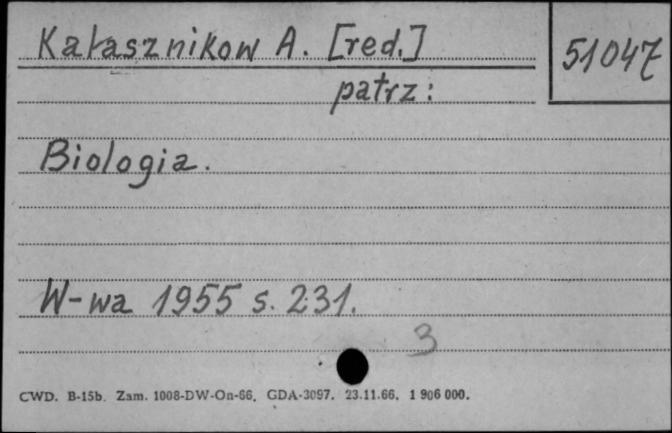 Kałasznikow A. [red.]
51047
patrz:
Biologia.
W-wa 1955 s. 231.
3
CWD. B-15b. Zam. 1008-DW-On-66. GDA-3097. 23.11.66. 1 906 000.